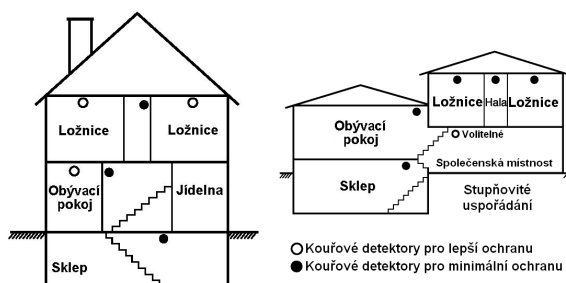 Ložnice
Ložnice
Obývací
pokoj
Jídelna
Sklep
Obývací
pokoj
Sklep
Ložnice
Hala
Ložnice
Volitelné
Společenská místnost
Stupňovité
uspořádání
Kouřové detektory pro lepší ochranu
Kouřové detektory pro minimální ochranu